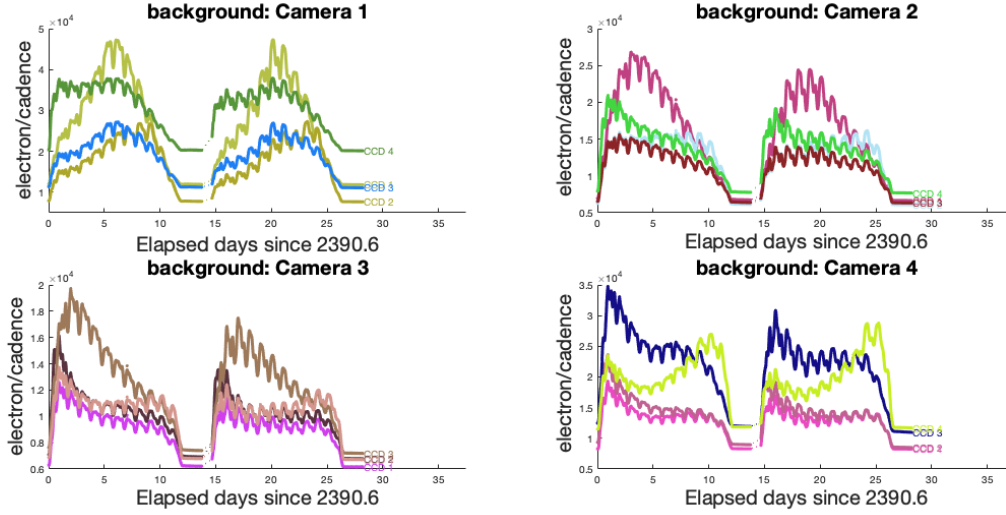 background: Camera 1
×10⁴
5
4
3
2
1
electron/cadence
CCD 4
CCD 3
CCD 2
0 5 10 15 20 25 30 35
Elapsed days since 2390.6
background: Camera 2
×10⁴
3
2.5
2
1.5
1
0.5
electron/cadence
CCD 4
CCD 3
0 5 10 15 20 25 30 35
Elapsed days since 2390.6
background: Camera 3
×10⁴
2
1.8
1.6
1.4
1.2
1
0.8
0.6
electron/cadence
CCD 2
CCD 1
0 5 10 15 20 25 30 35
Elapsed days since 2390.6
background: Camera 4
×10⁴
3.5
3
2.5
2
1.5
1
0.5
electron/cadence
CCD 3
0 5 10 15 20 25 30 35
Elapsed days since 2390.6